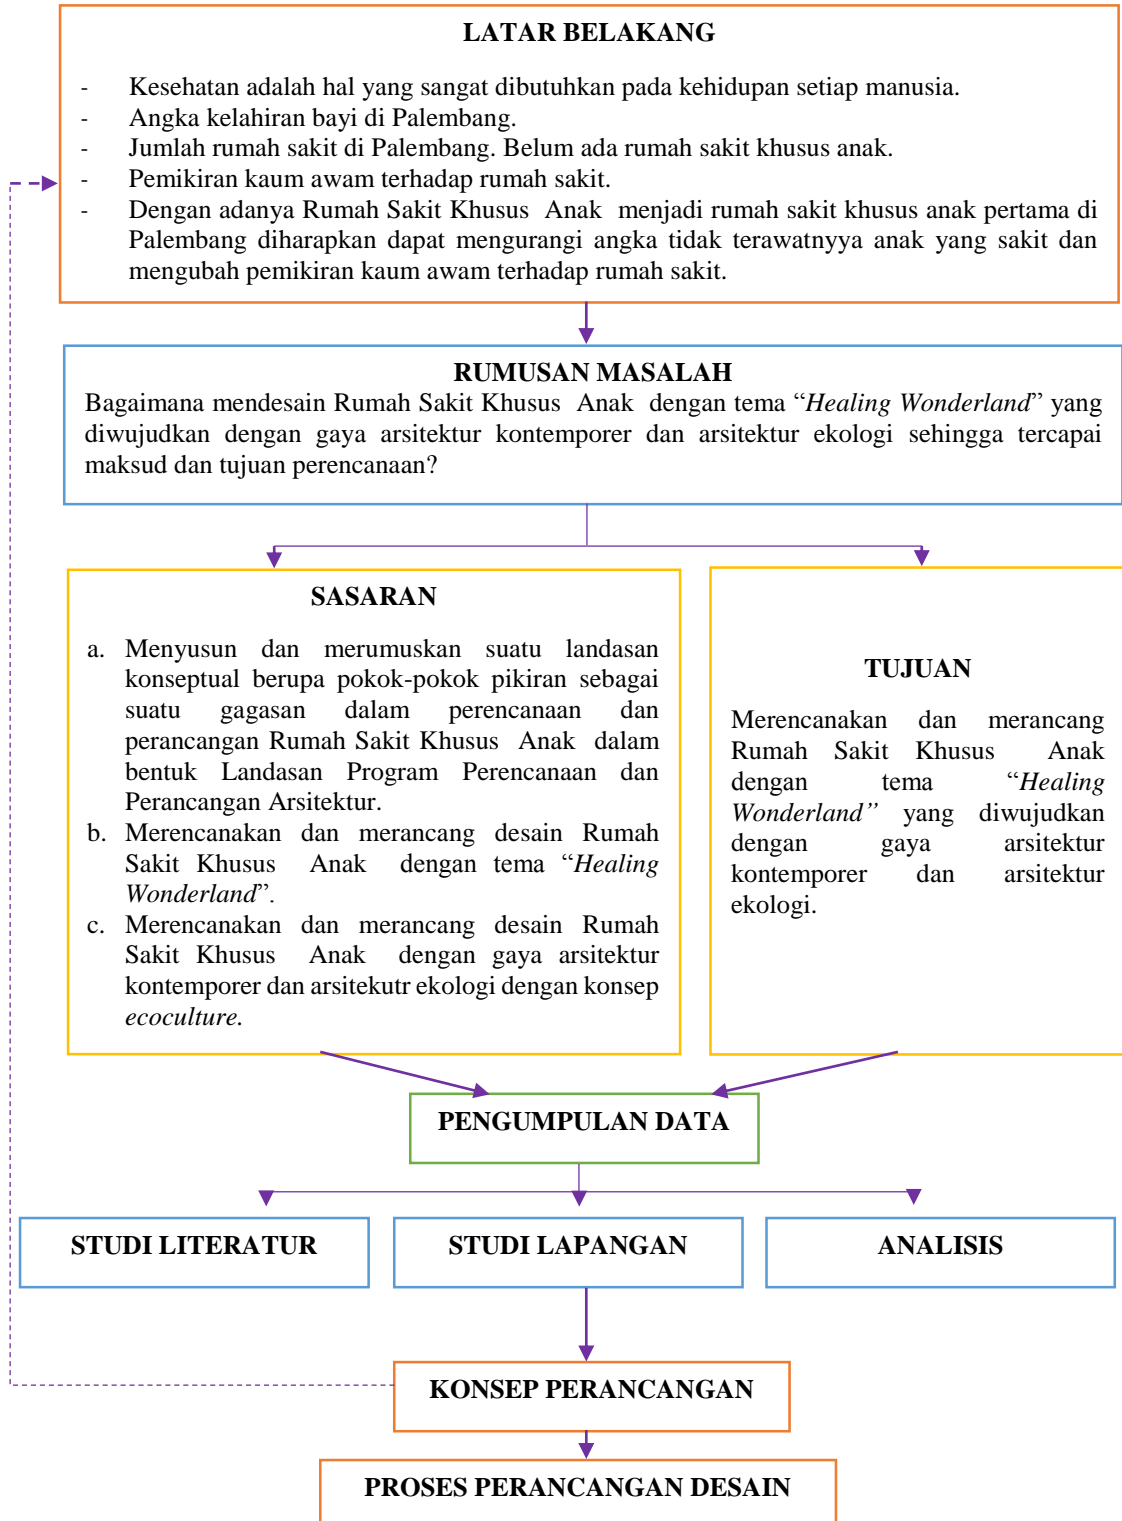 LATAR BELAKANG
- Kesehatan adalah hal yang sangat dibutuhkan pada kehidupan setiap manusia.
- Angka kelahiran bayi di Palembang.
- Jumlah rumah sakit di Palembang. Belum ada rumah sakit khusus anak.
- Pemikiran kaum awam terhadap rumah sakit.
- Dengan adanya Rumah Sakit Khusus Anak menjadi rumah sakit khusus anak pertama di
Palembang diharapkan dapat mengurangi angka tidak terawatnyya anak yang sakit dan
mengubah pemikiran kaum awam terhadap rumah sakit.
RUMUSAN MASALAH
Bagaimana mendesain Rumah Sakit Khusus Anak dengan tema “Healing Wonderland” yang
diwujudkan dengan gaya arsitektur kontemporer dan arsitektur ekologi sehingga tercapai
maksud dan tujuan perencanaan?
SASARAN
a. Menyusun dan merumuskan suatu landasan
konseptual berupa pokok-pokok pikiran sebagai
suatu gagasan dalam perencanaan dan
perancangan Rumah Sakit Khusus Anak dalam
bentuk Landasan Program Perencanaan dan
Perancangan Arsitektur.
b. Merencanakan dan merancang desain Rumah
Sakit Khusus Anak dengan tema “Healing
Wonderland”.
c. Merencanakan dan merancang desain Rumah
Sakit Khusus Anak dengan gaya arsitektur
kontemporer dan arsitekutr ekologi dengan konsep
ecoculture.
TUJUAN
Merencanakan dan merancang
Rumah Sakit Khusus Anak
dengan tema “Healing
Wonderland” yang diwujudkan
dengan gaya arsitektur
kontemporer dan arsitektur
ekologi.
PENGUMPULAN DATA
STUDI LITERATUR
STUDI LAPANGAN
ANALISIS
KONSEP PERANCANGAN
PROSES PERANCANGAN DESAIN